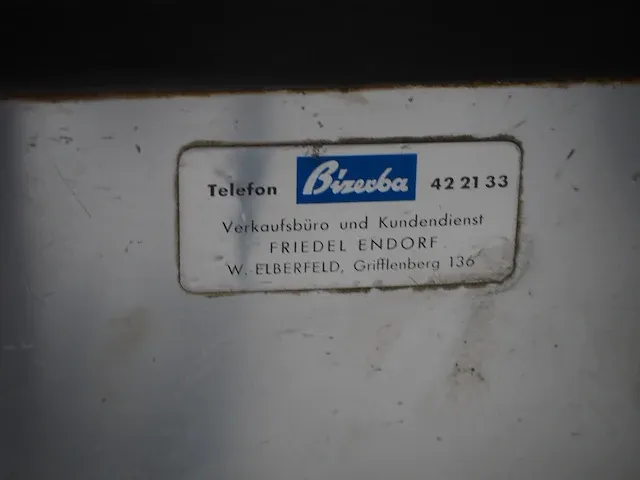 Telefon Bizerba 42 21 33
Verkaufsbüro und Kundendienst
FRIEDEL ENDORF
W.-ELBERFELD, Grifflenberg 136